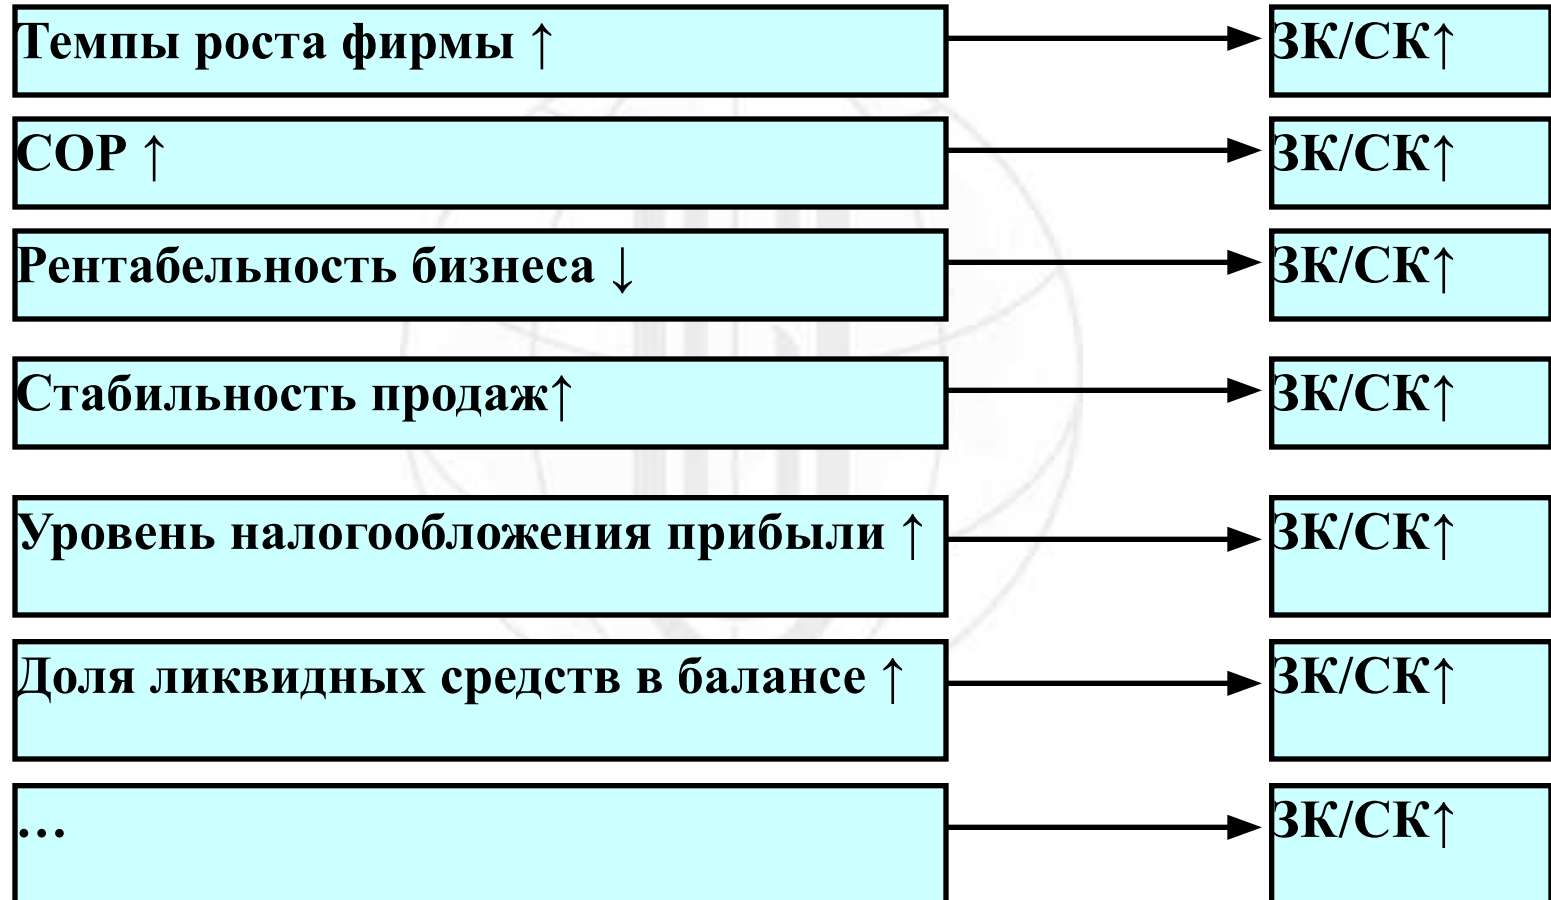 Темпы роста фирмы ↑ ЗК/СК↑
СОР ↑ ЗК/СК↑
Рентабельность бизнеса ↓ ЗК/СК↑
Стабильность продаж↑ ЗК/СК↑
Уровень налогообложения прибыли ↑ ЗК/СК↑
Доля ликвидных средств в балансе ↑ ЗК/СК↑
… ЗК/СК↑